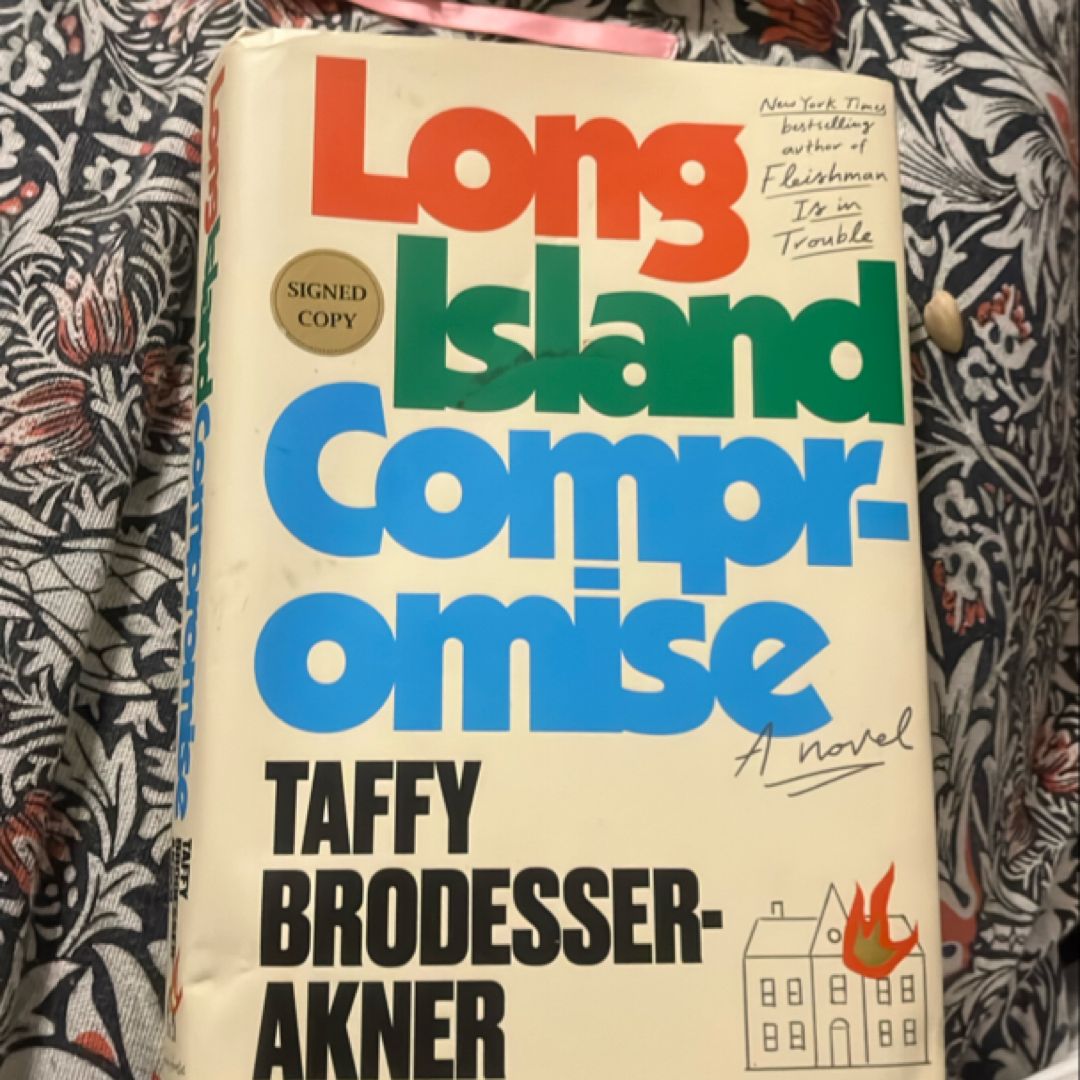 Long
Island
Compr-
omise
New York Times
bestselling
author of
Fleishman
Is in
Trouble
SIGNED
COPY
A novel
TAFFY
BRODESSER-
AKNER
Long Island Compromise
TAFFY